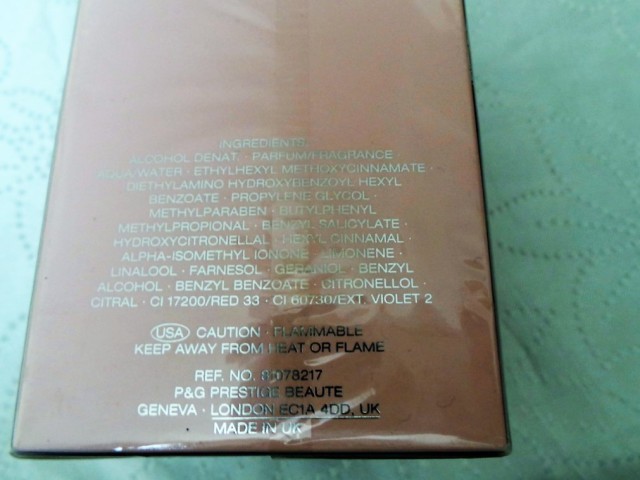 INGREDIENTS:
ALCOHOL DENAT. · PARFUM/FRAGRANCE
AQUA/WATER · ETHYLHEXYL METHOXYCINNAMATE ·
DIETHYLAMINO HYDROXYBENZOYL HEXYL
BENZOATE · PROPYLENE GLYCOL ·
METHYLPARABEN · BUTYLPHENYL
METHYLPROPIONAL · BENZYL SALICYLATE ·
HYDROXYCITRONELLAL · HEXYL CINNAMAL ·
ALPHA-ISOMETHYL IONONE · LIMONENE ·
LINALOOL · FARNESOL · GERANIOL · BENZYL
ALCOHOL · BENZYL BENZOATE · CITRONELLOL ·
CITRAL · CI 17200/RED 33 · CI 60730/EXT. VIOLET 2
USA CAUTION · FLAMMABLE
KEEP AWAY FROM HEAT OR FLAME
REF. NO.
P&G PRESTIGE BEAUTE
GENEVA · LONDON EC1A 4DD, UK
MADE IN UK